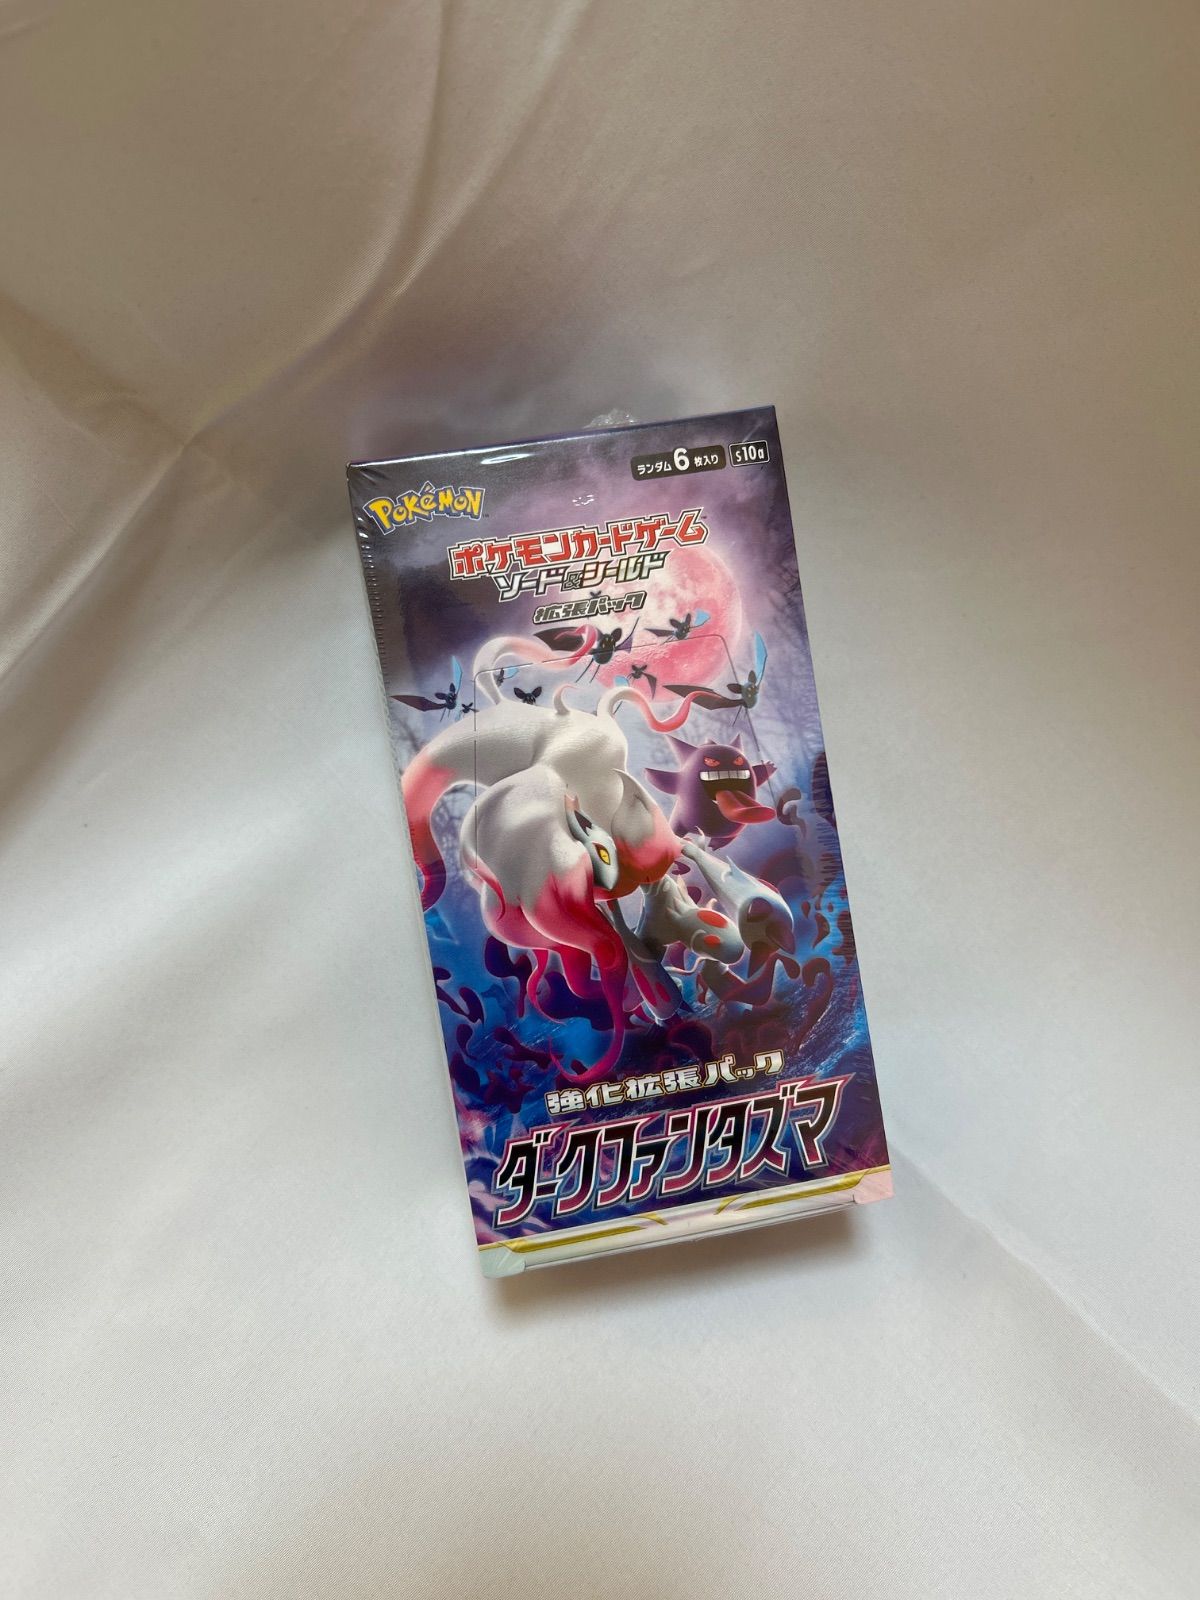 ランダム6枚入り s10a
POKéMON
ポケモンカードゲーム
ソード&シールド
拡張パック
強化拡張パック
ダークファンタズマ